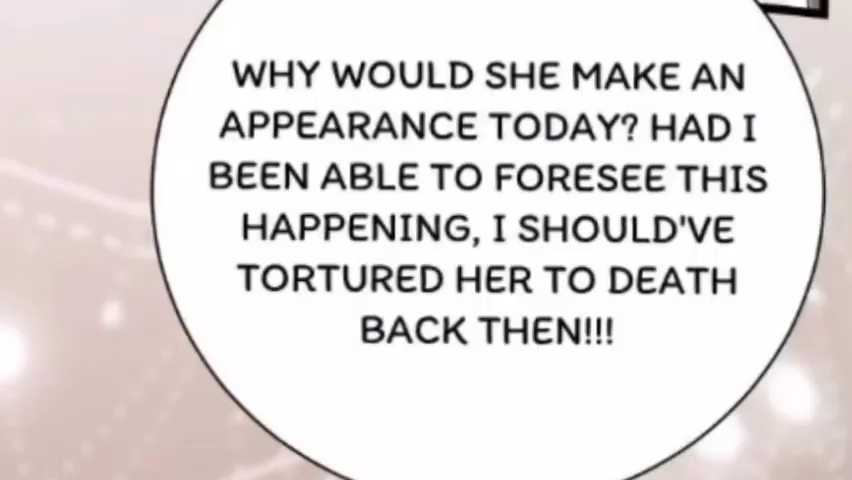 WHY WOULD SHE MAKE AN
APPEARANCE TODAY? HAD I
BEEN ABLE TO FORESEE THIS
HAPPENING, I SHOULD'VE
TORTURED HER TO DEATH
BACK THEN!!!